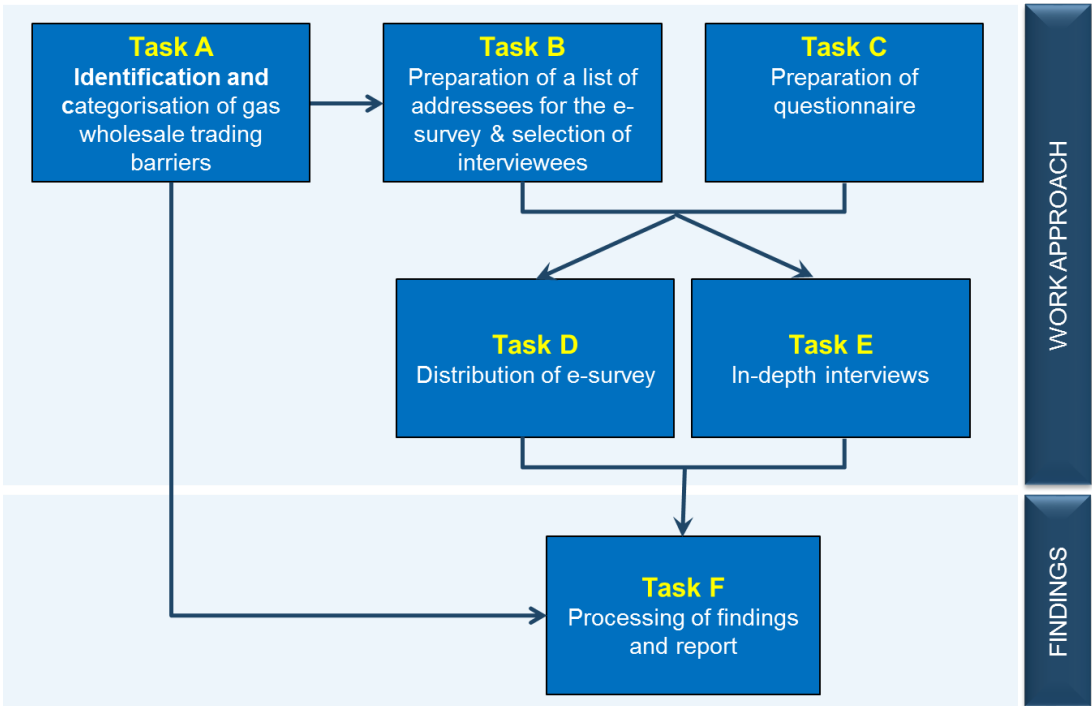 Task A
Identification and
categorisation of gas
wholesale trading
barriers
Task B
Preparation of a list of
addressees for the e-
survey & selection of
interviewees
Task C
Preparation of
questionnaire
WORK APPROACH
Task D
Distribution of e-survey
Task E
In-depth interviews
Task F
Processing of findings
and report
FINDINGS